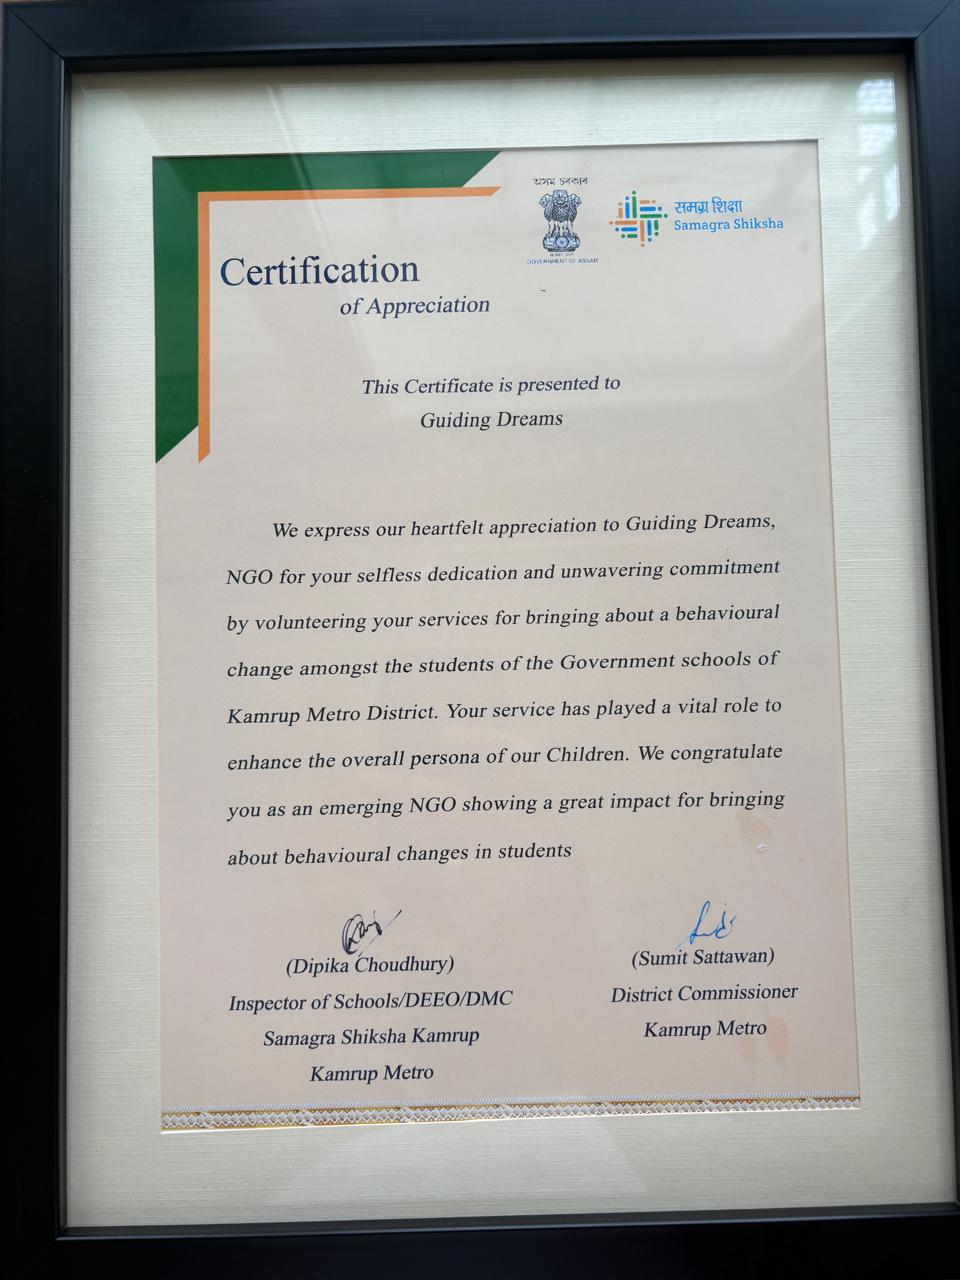 অসম চৰকাৰ
GOVERNMENT OF ASSAM
समग्र शिक्षा
Samagra Shiksha
Certification
of Appreciation
This Certificate is presented to
Guiding Dreams
We express our heartfelt appreciation to Guiding Dreams,
NGO for your selfless dedication and unwavering commitment
by volunteering your services for bringing about a behavioural
change amongst the students of the Government schools of
Kamrup Metro District. Your service has played a vital role to
enhance the overall persona of our Children. We congratulate
you as an emerging NGO showing a great impact for bringing
about behavioural changes in students
(Dipika Choudhury)
Inspector of Schools/DEEO/DMC
Samagra Shiksha Kamrup
Kamrup Metro
(Sumit Sattawan)
District Commissioner
Kamrup Metro